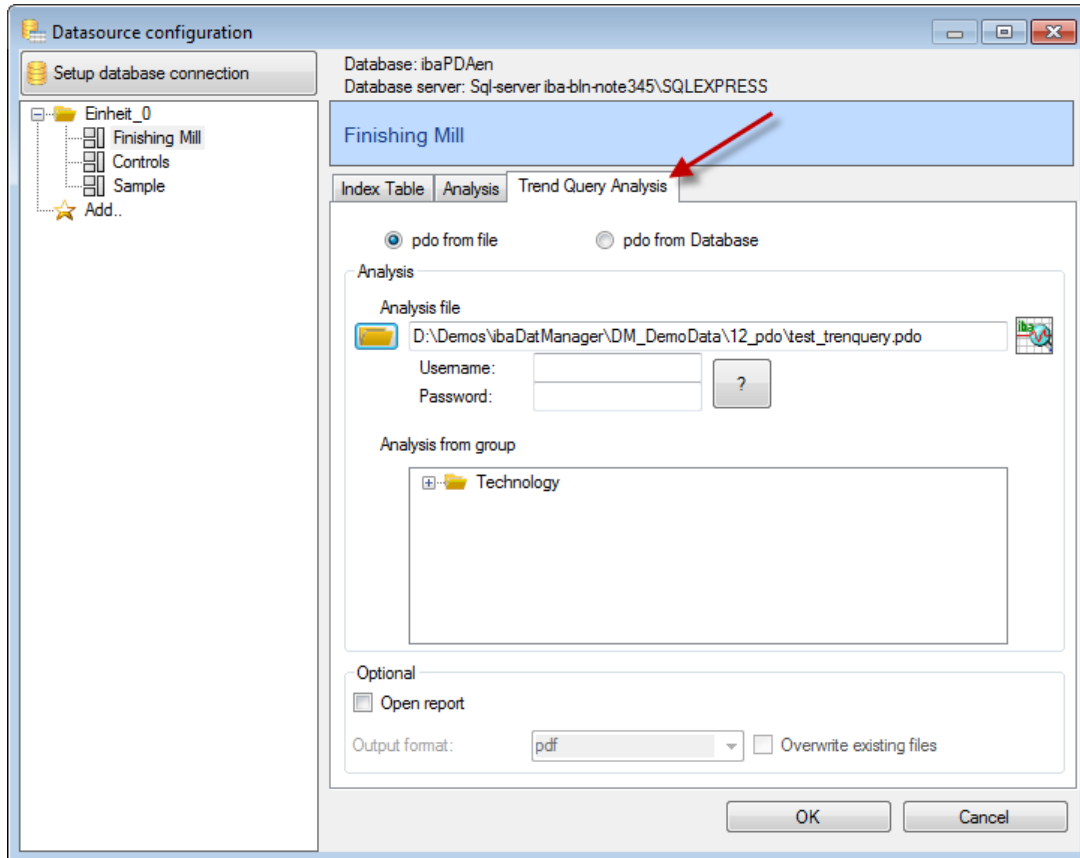 Datasource configuration
Setup database connection
Database: ibaPDAen
Database server: Sql-server iba-bln-note345\SQLEXPRESS
Einheit_0
Finishing Mill
Controls
Sample
Add..
Finishing Mill
Index Table Analysis Trend Query Analysis
pdo from file pdo from Database
Analysis
Analysis file
D:\Demos\ibaDatManager\DM_DemoData\12_pdo\test_trenquery.pdo
iba
Username:
Password:
?
Analysis from group
Technology
Optional
Open report
Output format: pdf Overwrite existing files
OK Cancel